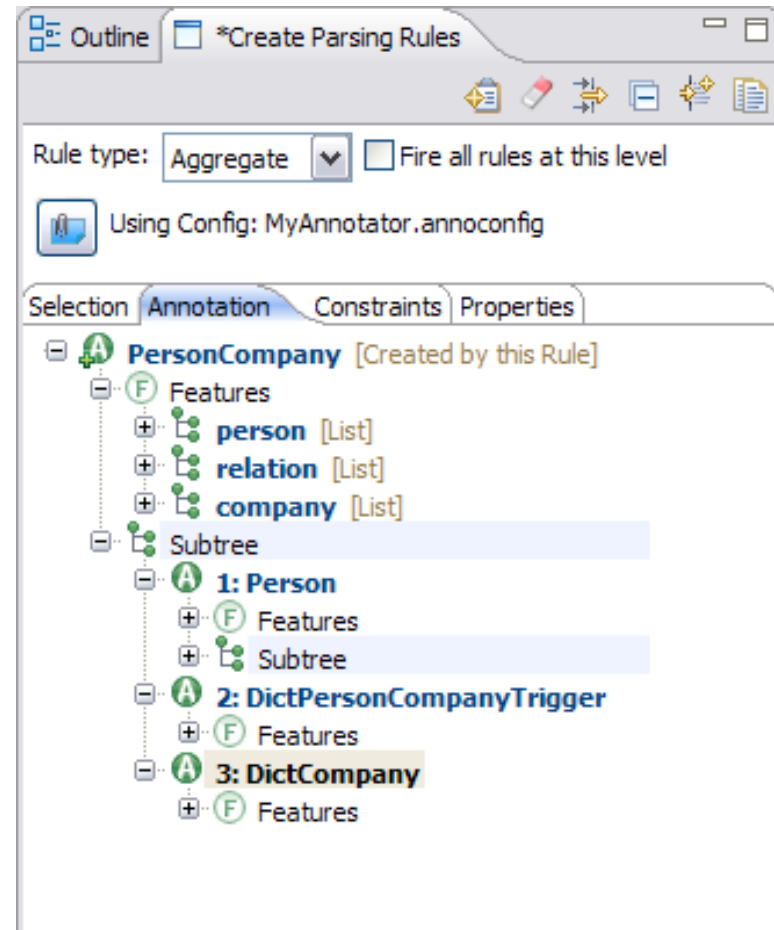 Outline *Create Parsing Rules
Rule type: Aggregate Fire all rules at this level
Using Config: MyAnnotator.annoconfig
Selection Annotation Constraints Properties
A PersonCompany [Created by this Rule]
F Features
person [List]
relation [List]
company [List]
Subtree
A 1: Person
F Features
Subtree
A 2: DictPersonCompanyTrigger
F Features
A 3: DictCompany
F Features